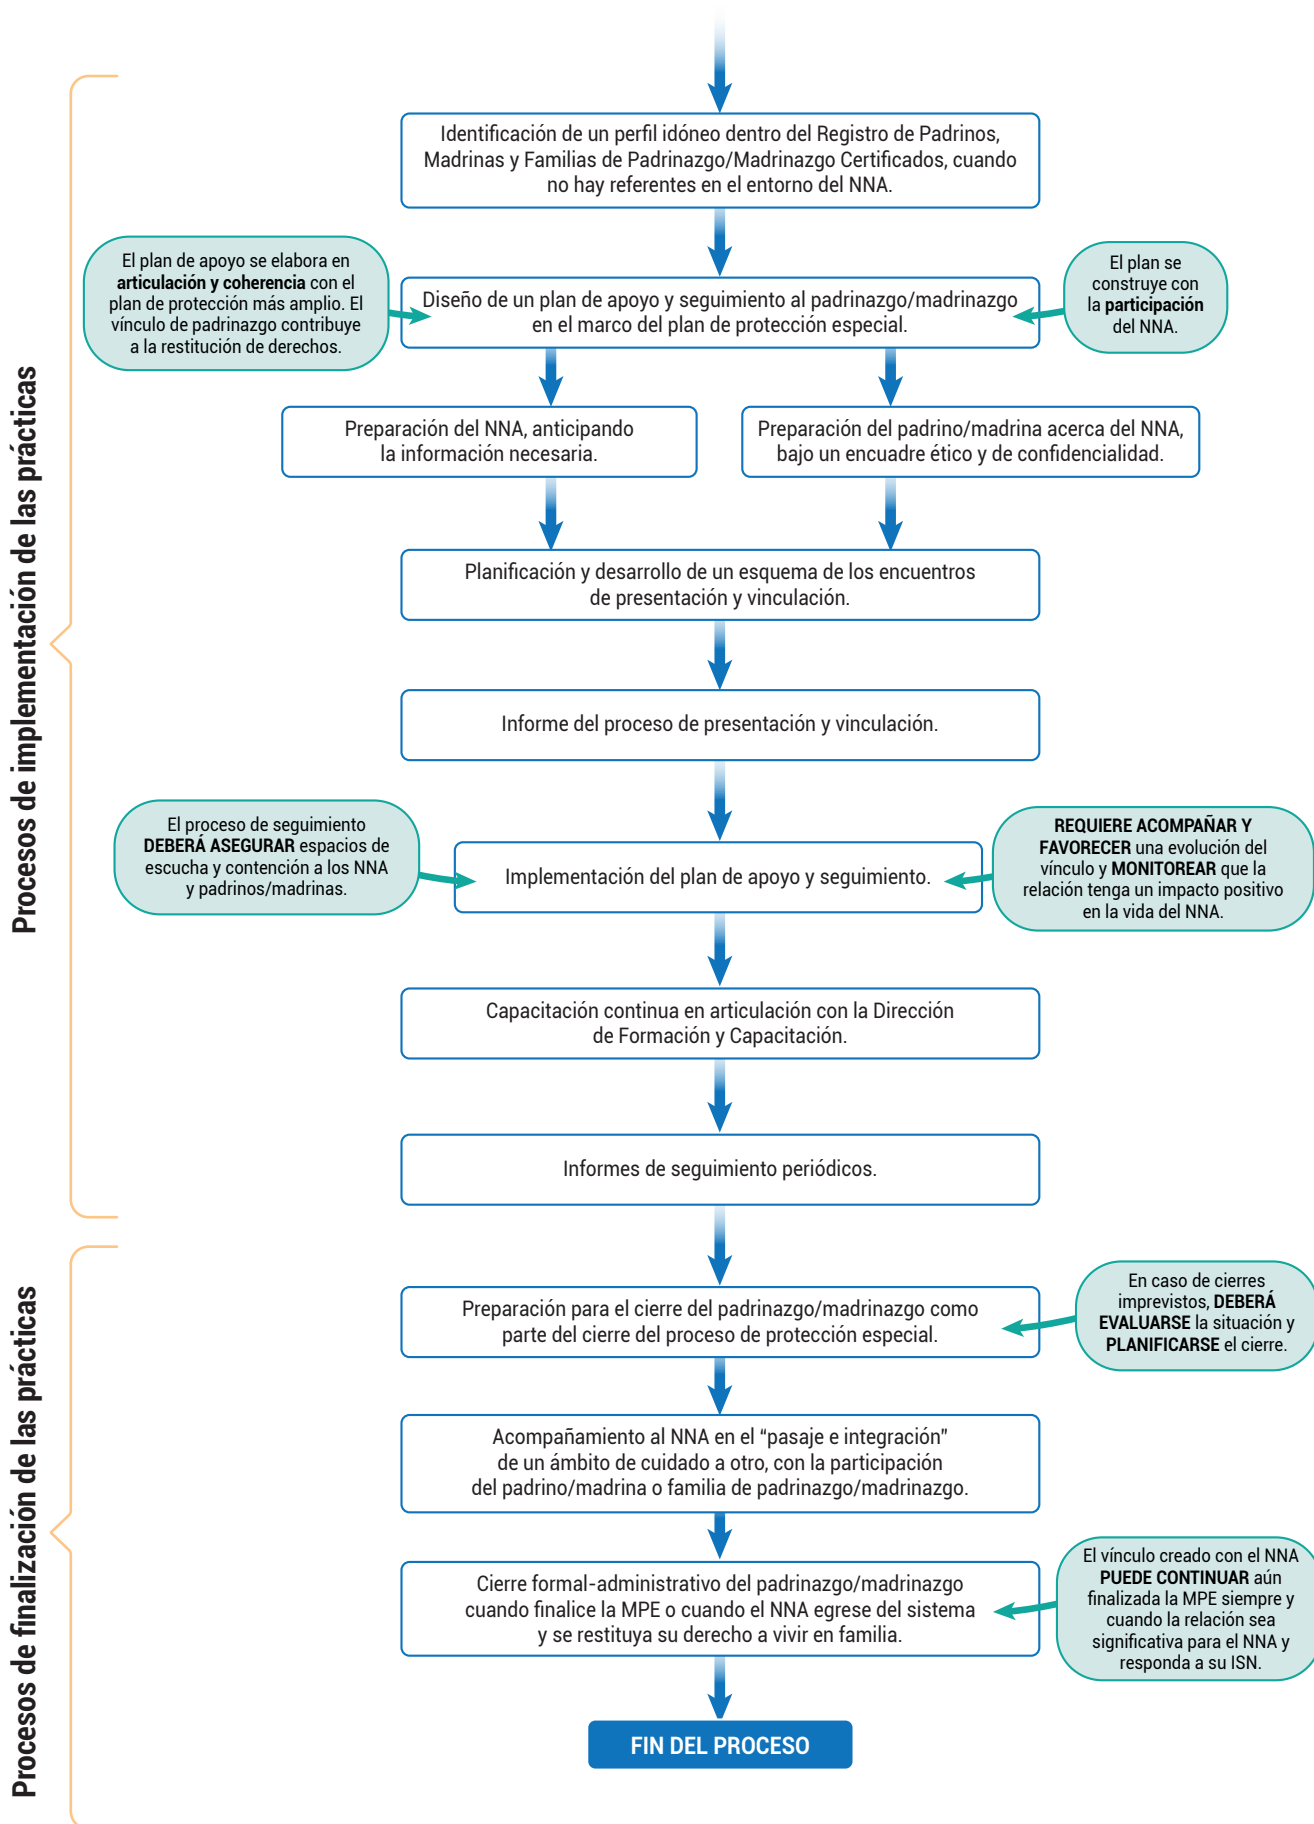 Procesos de implementación de las prácticas
Identificación de un perfil idóneo dentro del Registro de Padrinos,
Madrinas y Familias de Padrinazgo/Madrinazgo Certificados, cuando
no hay referentes en el entorno del NNA.
El plan de apoyo se elabora en
articulación y coherencia con el
plan de protección más amplio. El
vínculo de padrinazgo contribuye
a la restitución de derechos.
Diseño de un plan de apoyo y seguimiento al padrinazgo/madrinazgo
en el marco del plan de protección especial.
El plan se
construye con
la participación
del NNA.
Preparación del NNA, anticipando
la información necesaria.
Preparación del padrino/madrina acerca del NNA,
bajo un encuadre ético y de confidencialidad.
Planificación y desarrollo de un esquema de los encuentros
de presentación y vinculación.
Informe del proceso de presentación y vinculación.
El proceso de seguimiento
DEBERÁ ASEGURAR espacios de
escucha y contención a los NNA
y padrinos/madrinas.
Implementación del plan de apoyo y seguimiento.
REQUIERE ACOMPAÑAR Y
FAVORECER una evolución del
vínculo y MONITOREAR que la
relación tenga un impacto positivo
en la vida del NNA.
Capacitación continua en articulación con la Dirección
de Formación y Capacitación.
Informes de seguimiento periódicos.
Procesos de finalización de las prácticas
Preparación para el cierre del padrinazgo/madrinazgo como
parte del cierre del proceso de protección especial.
En caso de cierres
imprevistos, DEBERÁ
EVALUARSE la situación y
PLANIFICARSE el cierre.
Acompañamiento al NNA en el “pasaje e integración”
de un ámbito de cuidado a otro, con la participación
del padrino/madrina o familia de padrinazgo/madrinazgo.
Cierre formal-administrativo del padrinazgo/madrinazgo
cuando finalice la MPE o cuando el NNA egrese del sistema
y se restituya su derecho a vivir en familia.
El vínculo creado con el NNA
PUEDE CONTINUAR aún
finalizada la MPE siempre y
cuando la relación sea
significativa para el NNA y
responda a su ISN.
FIN DEL PROCESO